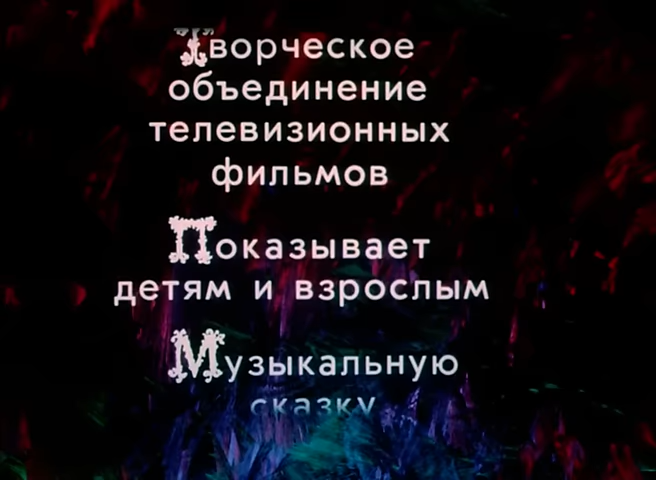 Творческое
объединение
телевизионных
фильмов
Показывает
детям и взрослым
Музыкальную
сказку